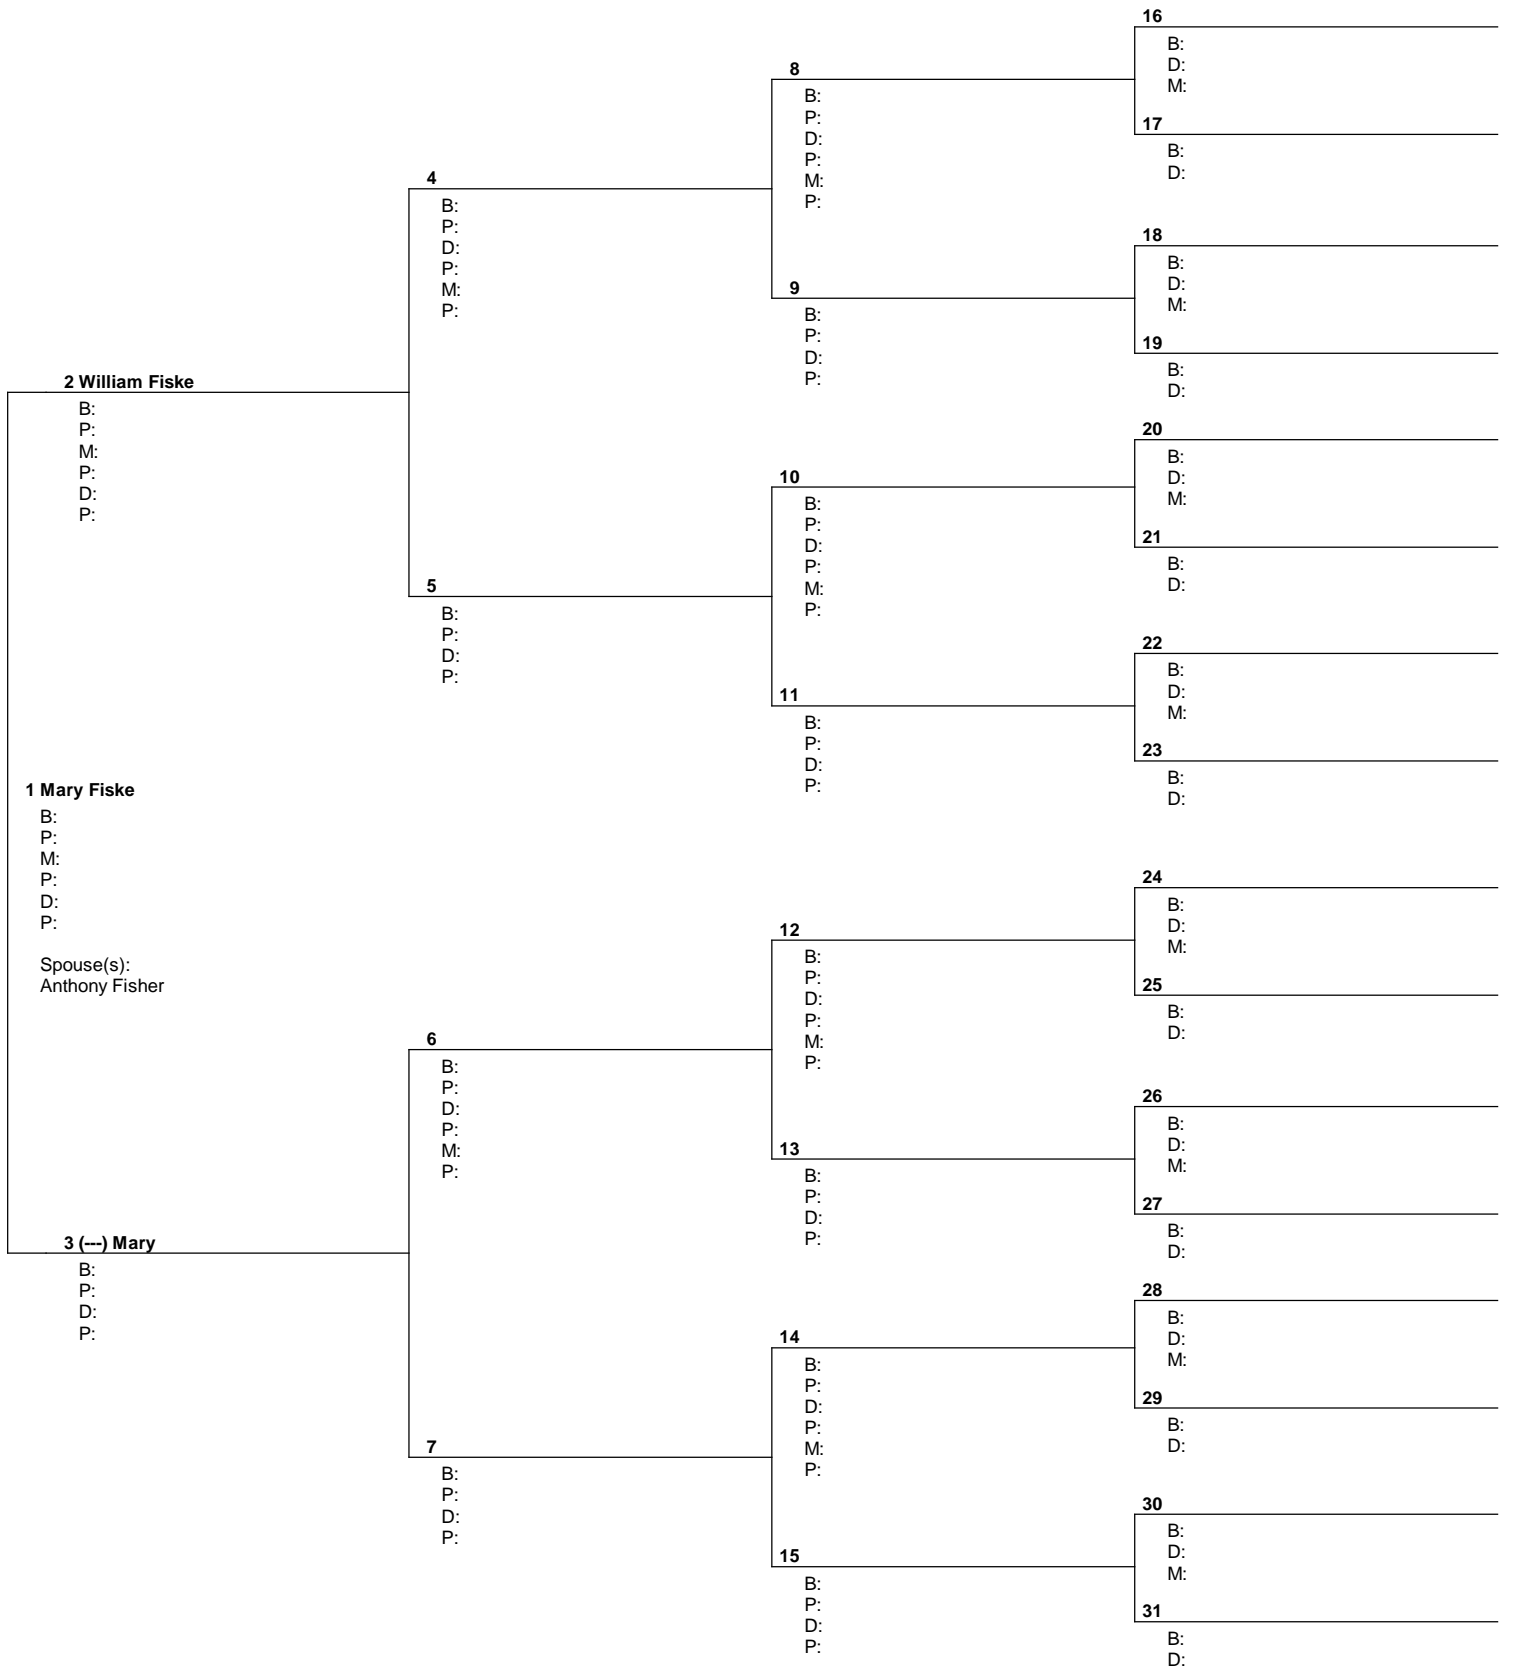 1 Mary Fiske
B:
P:
M:
P:
D:
P:
Spouse(s):
Anthony Fisher
2 William Fiske
B:
P:
M:
P:
D:
P:
3 (---) Mary
B:
P:
D:
P:
4
B:
P:
D:
P:
M:
P:
5
B:
P:
D:
P:
6
B:
P:
D:
P:
M:
P:
7
B:
P:
D:
P:
8
B:
P:
D:
P:
M:
P:
9
B:
P:
D:
P:
10
B:
P:
D:
P:
M:
P:
11
B:
P:
D:
P:
12
B:
P:
D:
P:
M:
P:
13
B:
P:
D:
P:
14
B:
P:
D:
P:
M:
P:
15
B:
P:
D:
P:
16
B:
D:
M:
17
B:
D:
18
B:
D:
M:
19
B:
D:
20
B:
D:
M:
21
B:
D:
22
B:
D:
M:
23
B:
D:
24
B:
D:
M:
25
B:
D:
26
B:
D:
M:
27
B:
D:
28
B:
D:
M:
29
B:
D:
30
B:
D:
M:
31
B:
D: